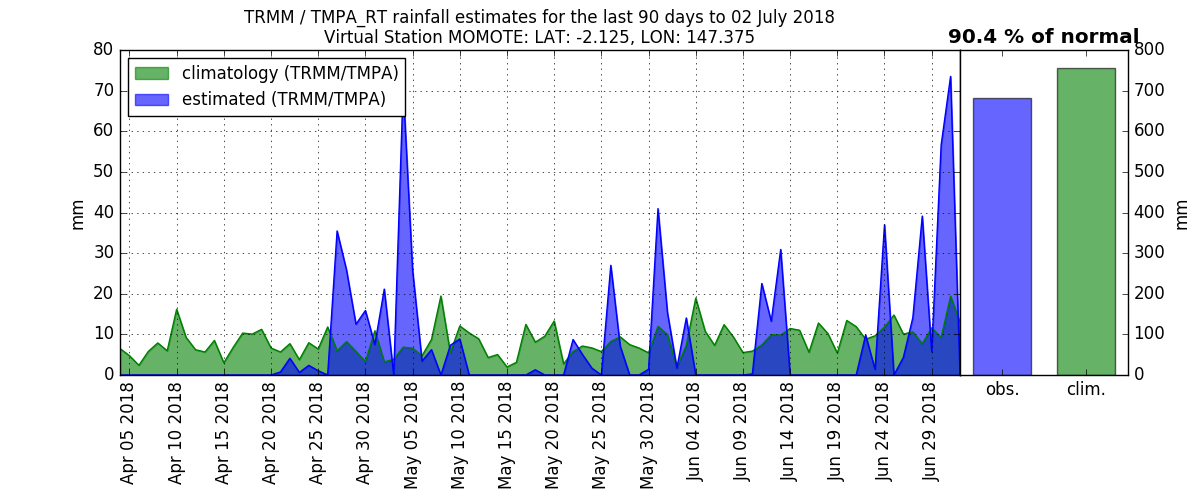 TRMM / TMPA_RT rainfall estimates for the last 90 days to 02 July 2018
Virtual Station MOMOTE: LAT: -2.125, LON: 147.375
90.4 % of normal
climatology (TRMM/TMPA)
estimated (TRMM/TMPA)
80
70
60
50
40
30
20
10
0
mm
800
700
600
500
400
300
200
100
0
mm
Apr 05 2018
Apr 10 2018
Apr 15 2018
Apr 20 2018
Apr 25 2018
Apr 30 2018
May 05 2018
May 10 2018
May 15 2018
May 20 2018
May 25 2018
May 30 2018
Jun 04 2018
Jun 09 2018
Jun 14 2018
Jun 19 2018
Jun 24 2018
Jun 29 2018
obs.
clim.